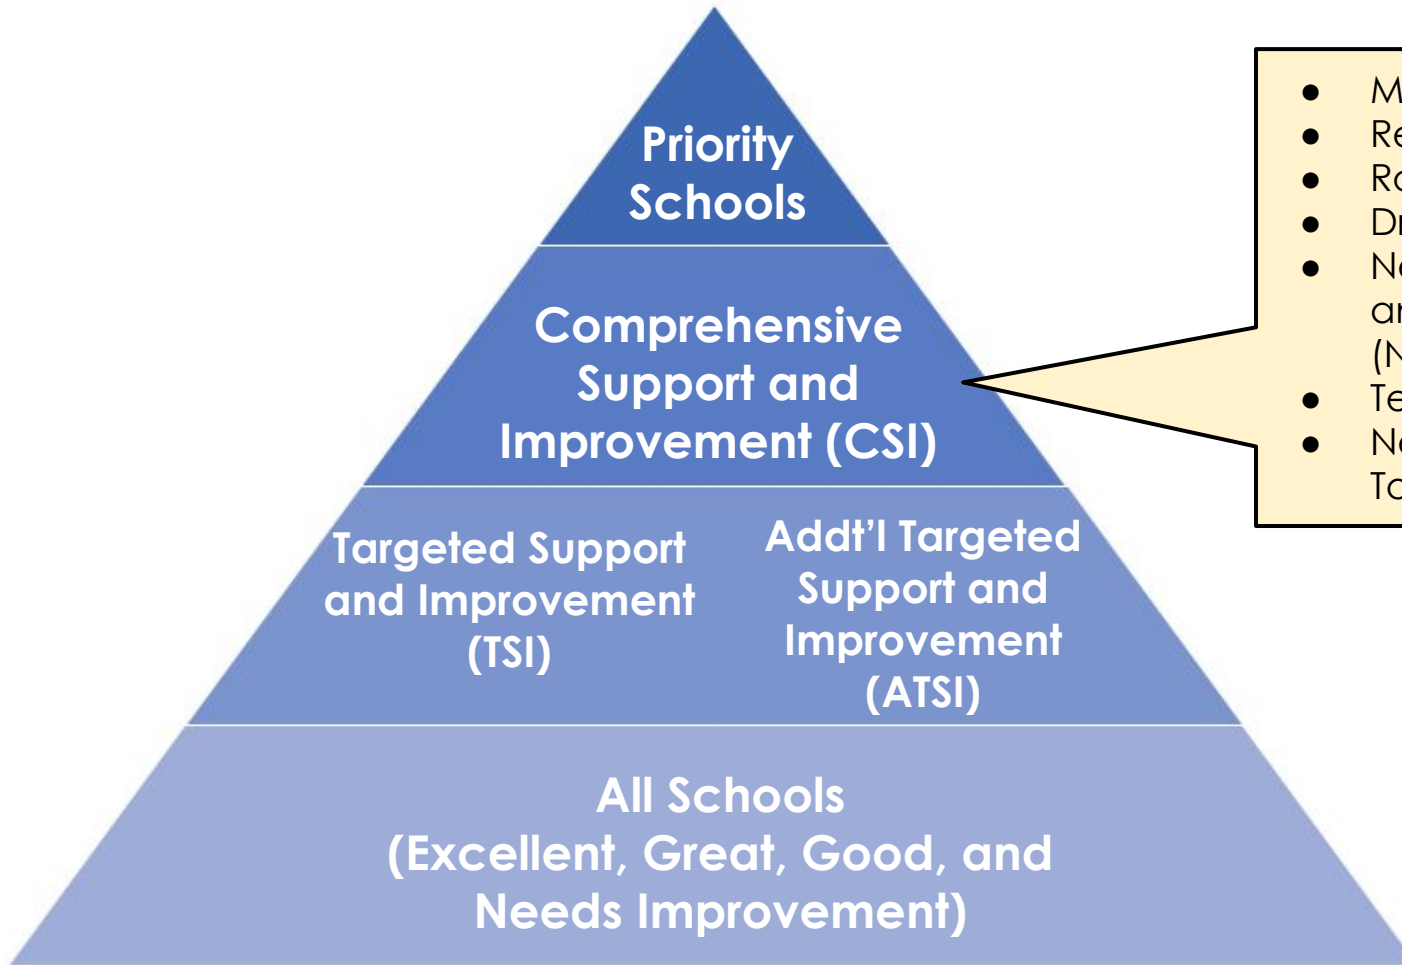 Priority
Schools
Comprehensive
Support and
Improvement (CSI)
Targeted Support
and Improvement
(TSI)
Addt’l Targeted
Support and
Improvement
(ATSI)
All Schools
(Excellent, Great, Good, and
Needs Improvement)